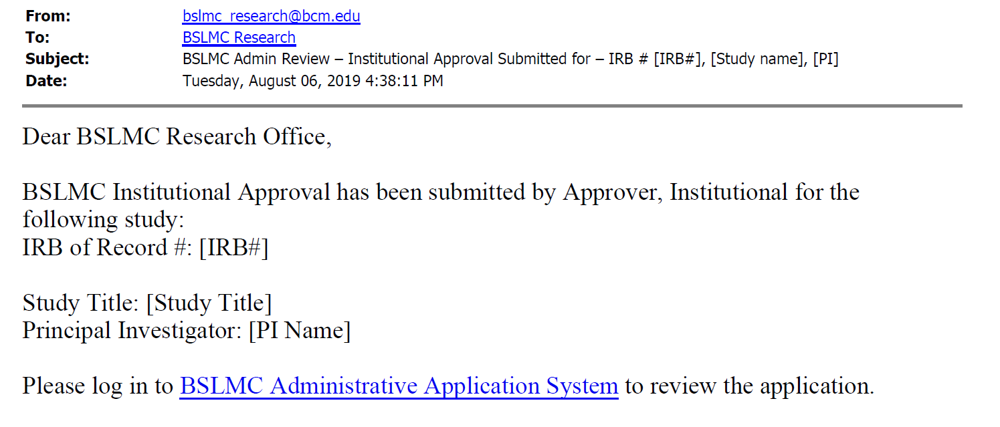 From: bslmc_research@bcm.edu
To: BSLMC Research
Subject: BSLMC Admin Review – Institutional Approval Submitted for – IRB # [IRB#], [Study name], [PI]
Date: Tuesday, August 06, 2019 4:38:11 PM
Dear BSLMC Research Office,
BSLMC Institutional Approval has been submitted by Approver, Institutional for the
following study:
IRB of Record #: [IRB#]
Study Title: [Study Title]
Principal Investigator: [PI Name]
Please log in to BSLMC Administrative Application System to review the application.